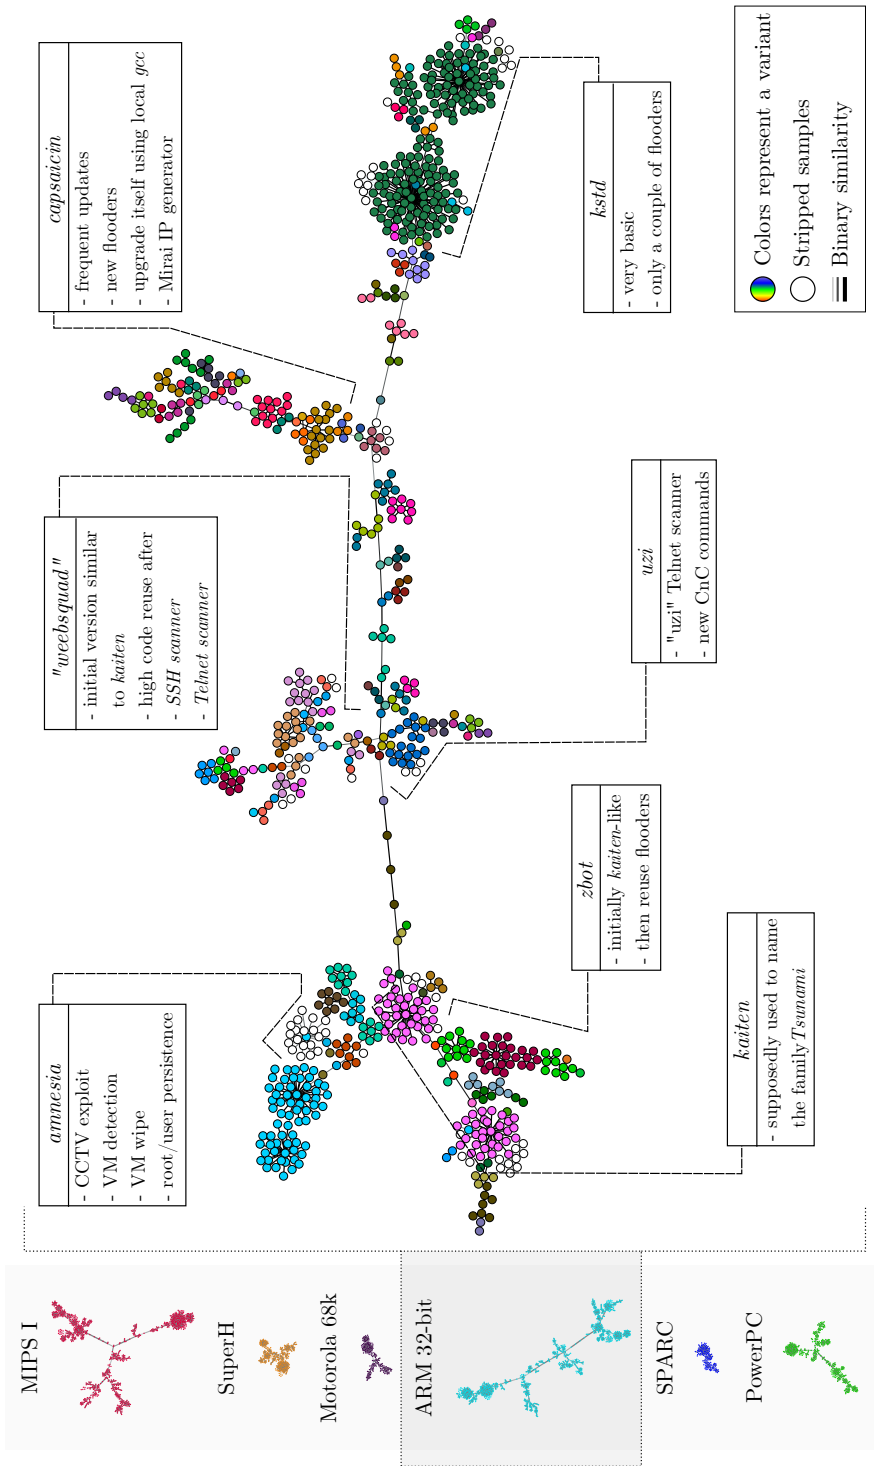 MIPS I
SuperH
Motorola 68k
ARM 32-bit
SPARC
PowerPC
amnesia
- CCTV exploit
- VM detection
- VM wipe
- root/user persistence
"weebsquad"
- initial version similar
to kaiten
- high code reuse after
- SSH scanner
- Telnet scanner
capsaicin
- frequent updates
- new flooders
- upgrade itself using local gcc
- Mirai IP generator
kaiten
- supposedly used to name
the family Tsunami
zbot
- initially kaiten-like
- then reuse flooders
uzi
- "uzi" Telnet scanner
- new CnC commands
kstd
- very basic
- only a couple of flooders
Colors represent a variant
Stripped samples
Binary similarity